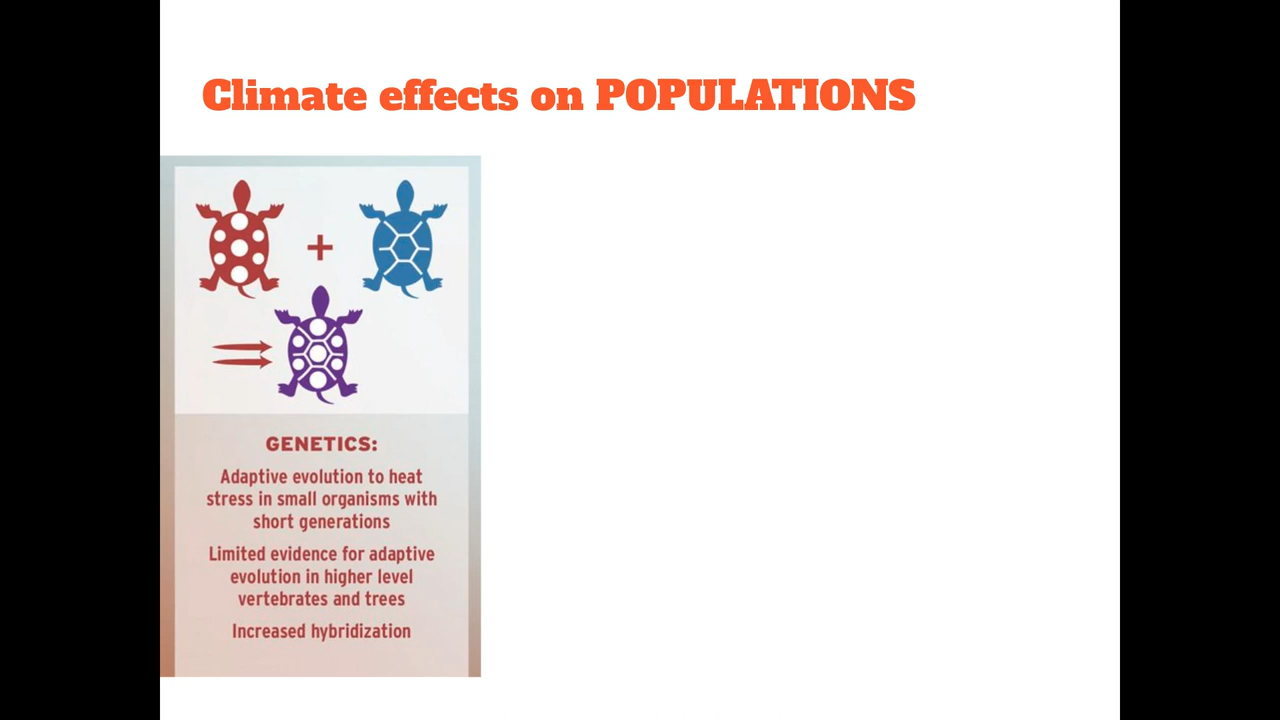 Climate effects on POPULATIONS
+
GENETICS:
Adaptive evolution to heat
stress in small organisms with
short generations
Limited evidence for adaptive
evolution in higher level
vertebrates and trees
Increased hybridization